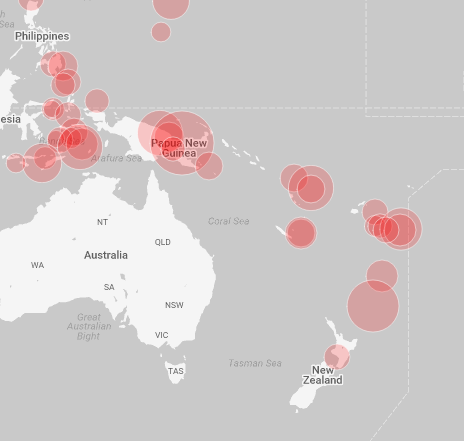 h
Sea
Philippines
esia
Papua New
Guinea
Arafura Sea
Coral Sea
NT
QLD
Australia
WA
SA
NSW
Great
Australian
Bight
VIC
Tasman Sea
TAS
New
Zealand